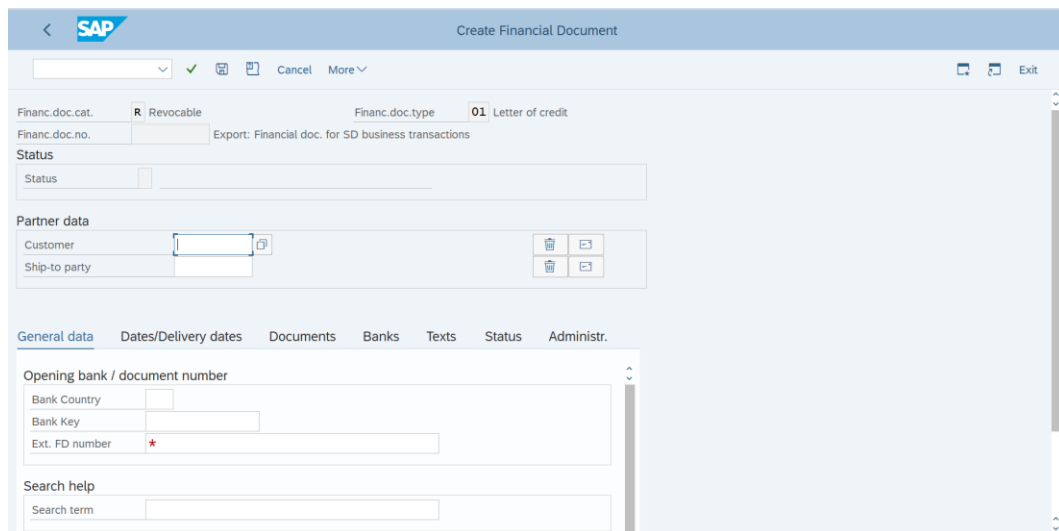 SAP Create Financial Document
Cancel More Exit
Financ.doc.cat. R Revocable Financ.doc.type 01 Letter of credit
Financ.doc.no. Export: Financial doc. for SD business transactions
Status
Status
Partner data
Customer
Ship-to party
General data Dates/Delivery dates Documents Banks Texts Status Administr.
Opening bank / document number
Bank Country
Bank Key
Ext. FD number *
Search help
Search term